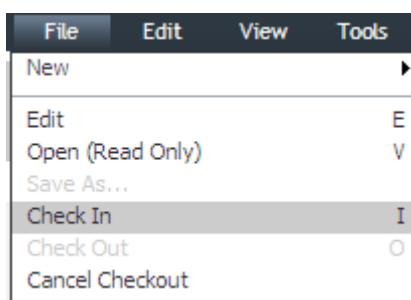 File Edit View Tools
New
Edit E
Open (Read Only) V
Save As...
Check In I
Check Out O
Cancel Checkout